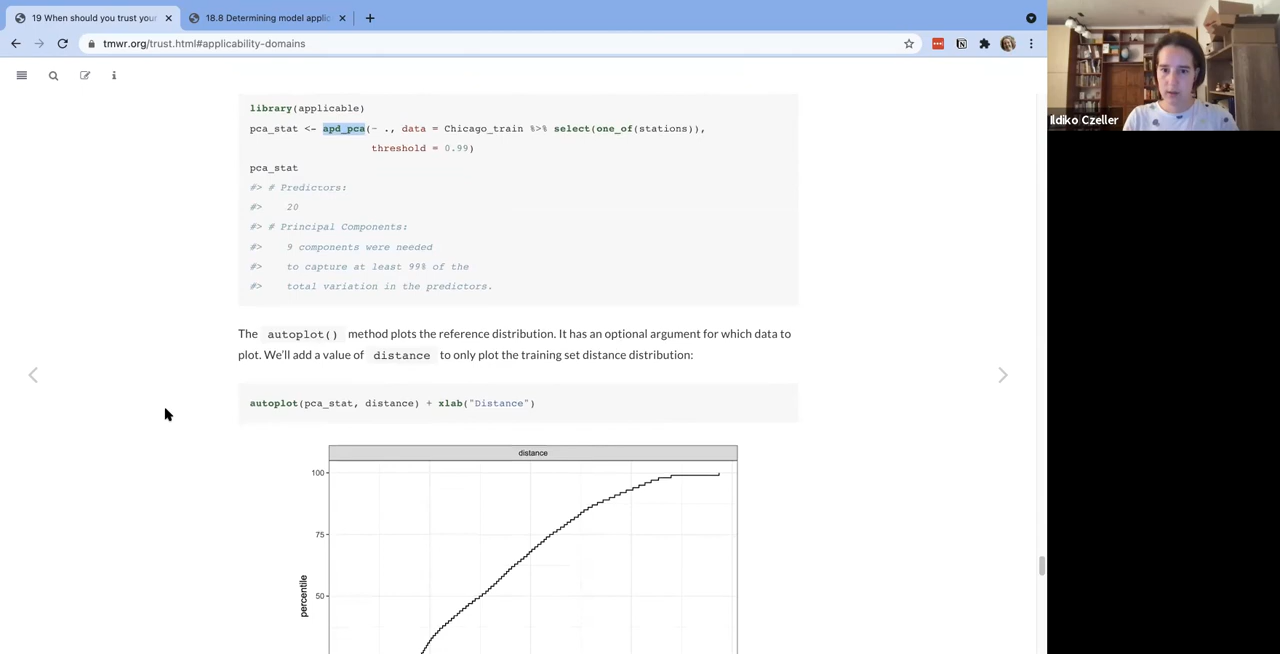 19 When should you trust your
18.8 Determining model applic
tmwr.org/trust.html#applicability-domains
library(applicable)
pca_stat <- apd_pca(~ ., data = Chicago_train %>% select(one_of(stations)),
threshold = 0.99)
pca_stat
#> # Predictors:
#> 20
#> # Principal Components:
#> 9 components were needed
#> to capture at least 99% of the
#> total variation in the predictors.
The autoplot() method plots the reference distribution. It has an optional argument for which data to
plot. We'll add a value of distance to only plot the training set distance distribution:
autoplot(pca_stat, distance) + xlab("Distance")
distance
100
75
50
percentile
Ildiko Czeller